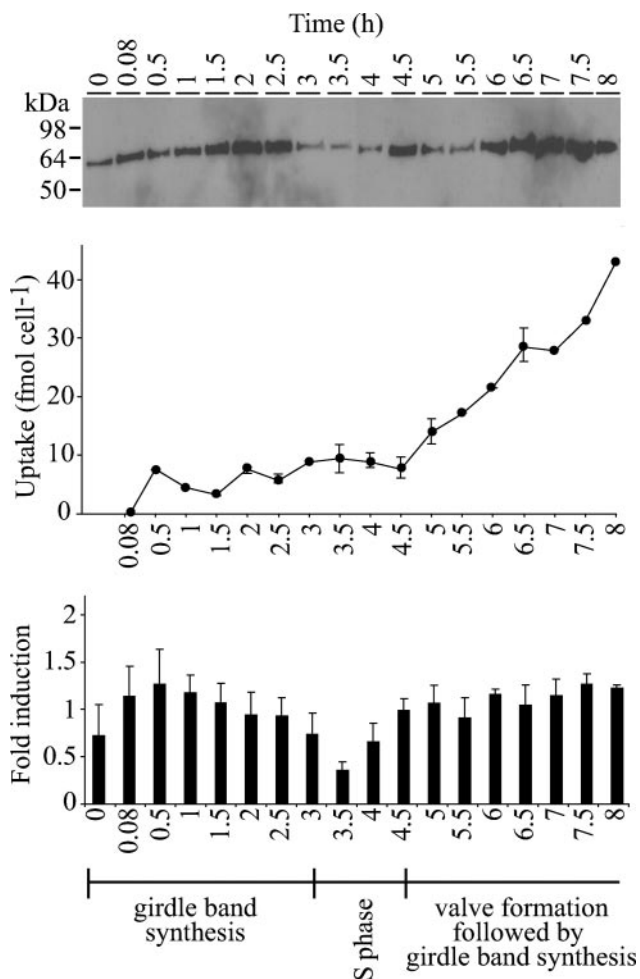 Time (h)
0 0.08 0.5 1 1.5 2 2.5 3 3.5 4 4.5 5 5.5 6 6.5 7 7.5 8
kDa
98
64
50
Uptake (fmol cell-1)
40
30
20
10
0
0.08 0.5 1 1.5 2 2.5 3 3.5 4 4.5 5 5.5 6 6.5 7 7.5 8
Fold induction
2
1.5
1
0.5
0
0 0.08 0.5 1 1.5 2 2.5 3 3.5 4 4.5 5 5.5 6 6.5 7 7.5 8
girdle band
synthesis
S phase
valve formation
followed by
girdle band synthesis